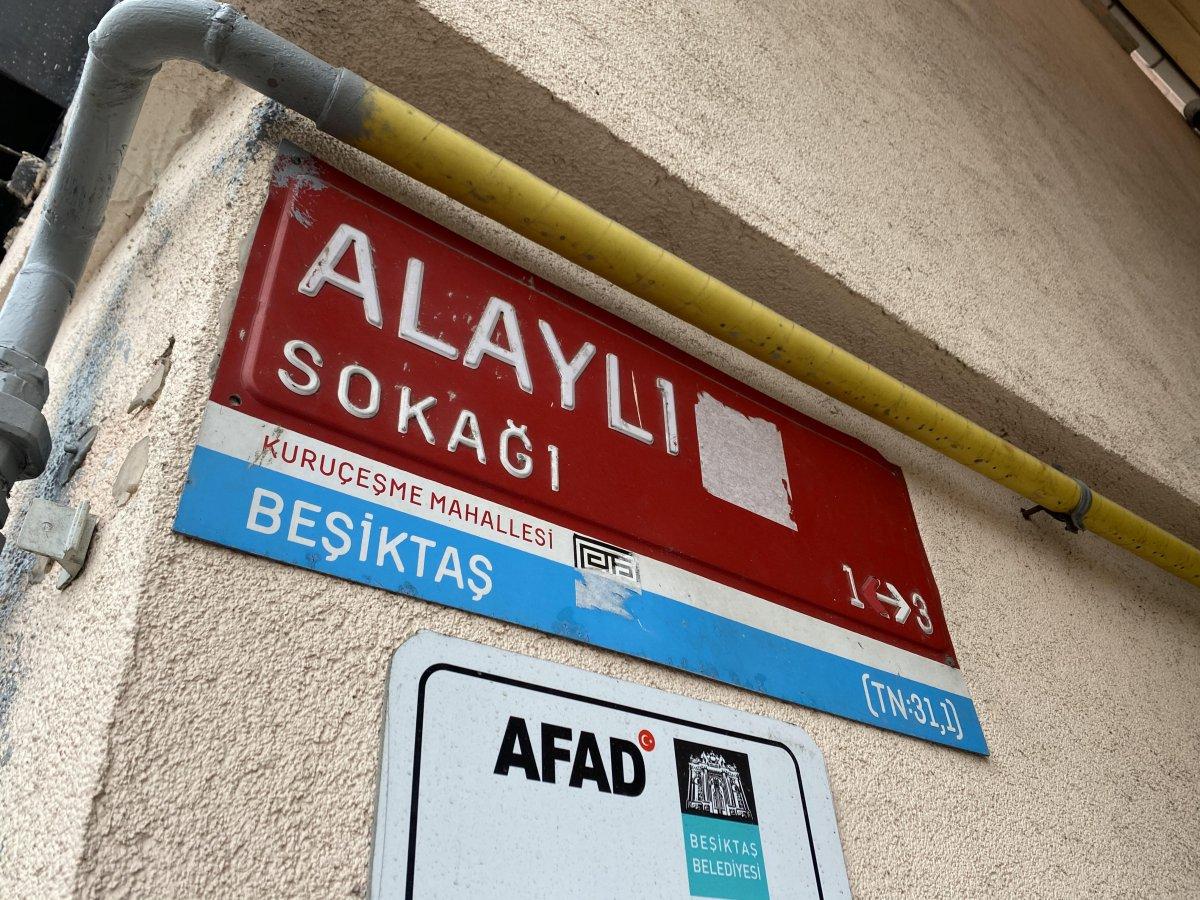 ALAYLI
SOKAĞI
1 3
KURUÇEŞME MAHALLESİ
BEŞİKTAŞ
(TN:31,1)
AFAD
BEŞİKTAŞ
BELEDİYESİ